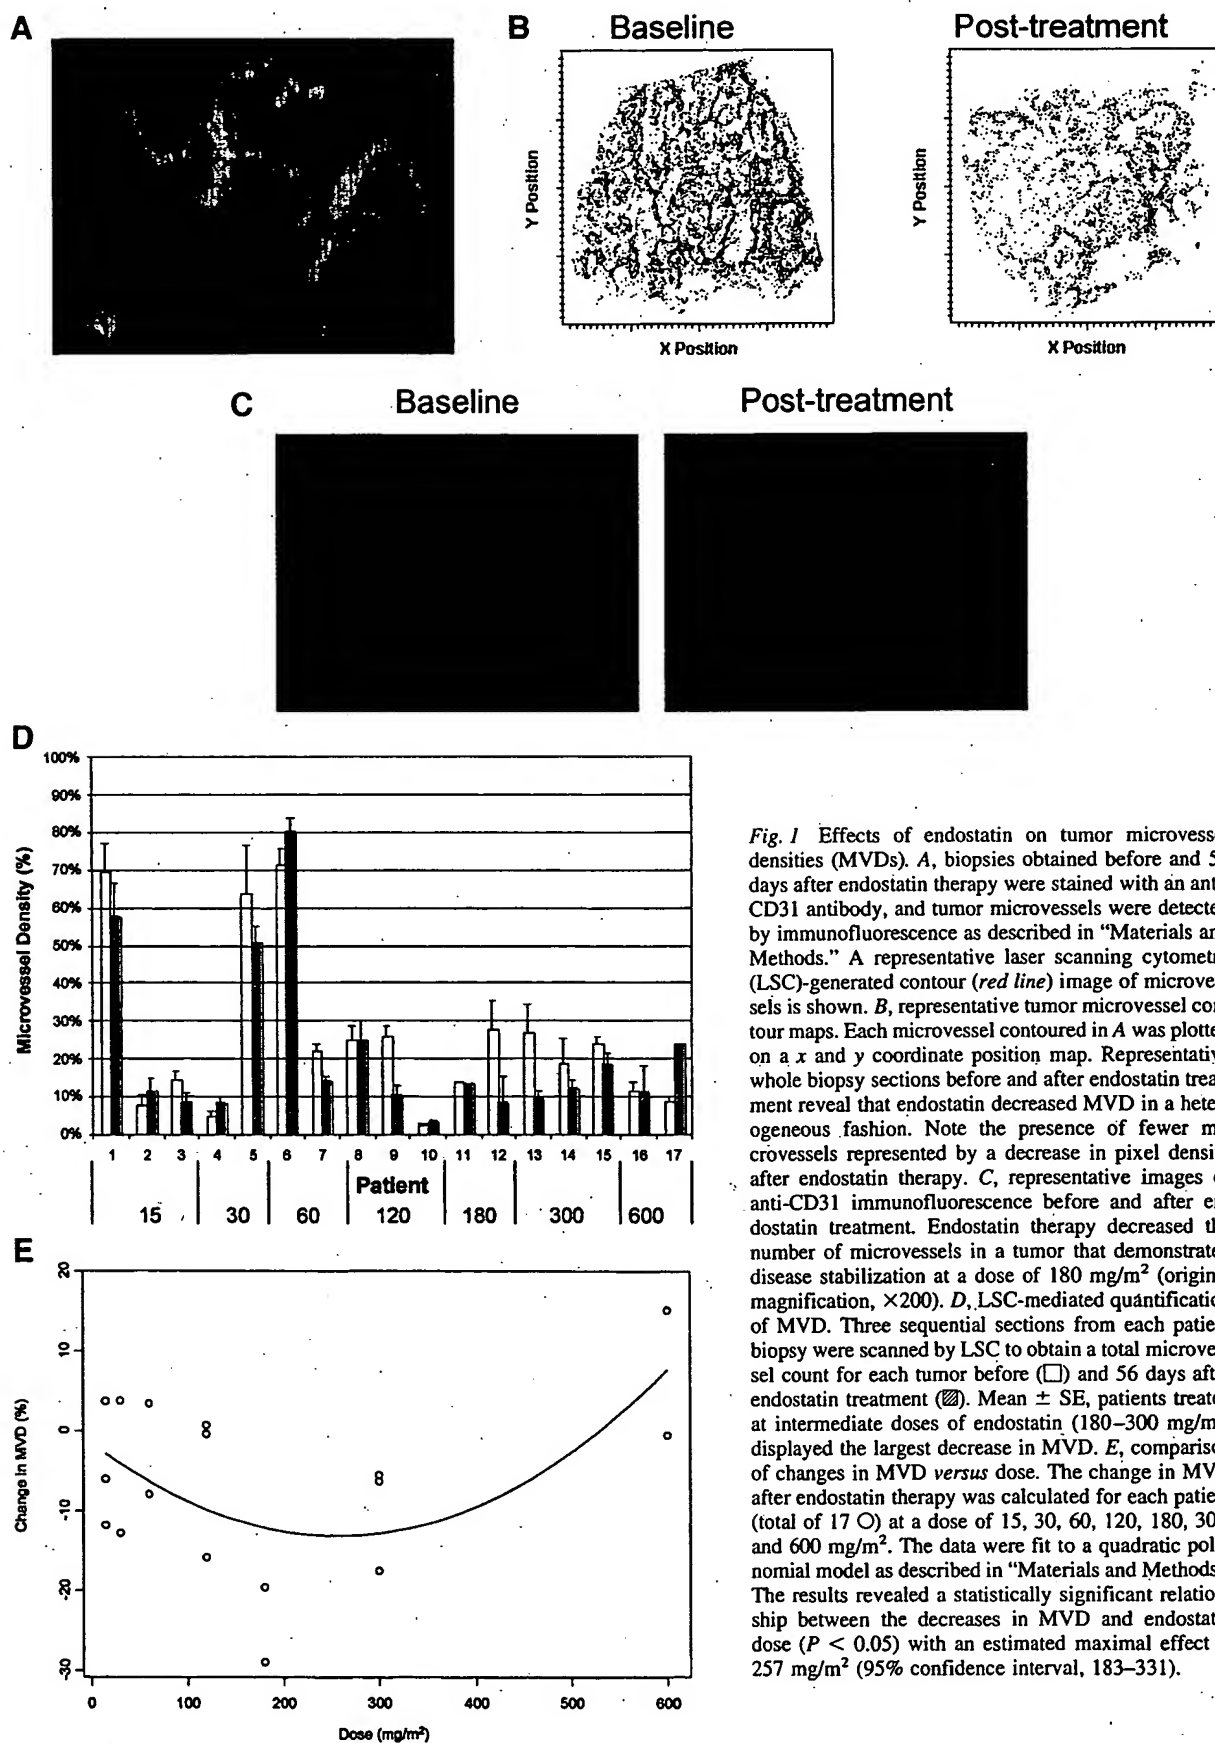 A
B
Baseline
Post-treatment
Y Position
X Position
Y Position
X Position
C
Baseline
Post-treatment
D
100%
90%
80%
70%
60%
50%
40%
30%
20%
10%
0%
Microvessel Density (%)
1 2 3 4 5 6 7 8 9 10 11 12 13 14 15 16 17
Patient
15 30 60 120 180 300 600
E
20
10
0
-10
-20
-30
Change in MVD (%)
0 100 200 300 400 500 600
Dose (mg/m²)
Fig. 1 Effects of endostatin on tumor microvesse
densities (MVDs). A, biopsies obtained before and 5
days after endostatin therapy were stained with an ant
CD31 antibody, and tumor microvessels were detecte
by immunofluorescence as described in “Materials an
Methods.” A representative laser scanning cytometr
(LSC)-generated contour (red line) image of microve
sels is shown. B, representative tumor microvessel con
tour maps. Each microvessel contoured in A was plotte
on a x and y coordinate position map. Representativ
whole biopsy sections before and after endostatin trea
ment reveal that endostatin decreased MVD in a heter
ogeneous fashion. Note the presence of fewer m
crovessels represented by a decrease in pixel densi
after endostatin therapy. C, representative images
anti-CD31 immunofluorescence before and after e
dostatin treatment. Endostatin therapy decreased th
number of microvessels in a tumor that demonstrate
disease stabilization at a dose of 180 mg/m² (origin
magnification, ×200). D, LSC-mediated quantificatio
of MVD. Three sequential sections from each patie
biopsy were scanned by LSC to obtain a total microve
sel count for each tumor before (□) and 56 days aft
endostatin treatment (▨). Mean ± SE, patients treate
at intermediate doses of endostatin (180–300 mg/m
displayed the largest decrease in MVD. E, compariso
of changes in MVD versus dose. The change in MV
after endostatin therapy was calculated for each patie
(total of 17 O) at a dose of 15, 30, 60, 120, 180, 30
and 600 mg/m². The data were fit to a quadratic pol
nomial model as described in “Materials and Methods
The results revealed a statistically significant relatio
ship between the decreases in MVD and endostat
dose (P < 0.05) with an estimated maximal effect
257 mg/m² (95% confidence interval, 183–331).